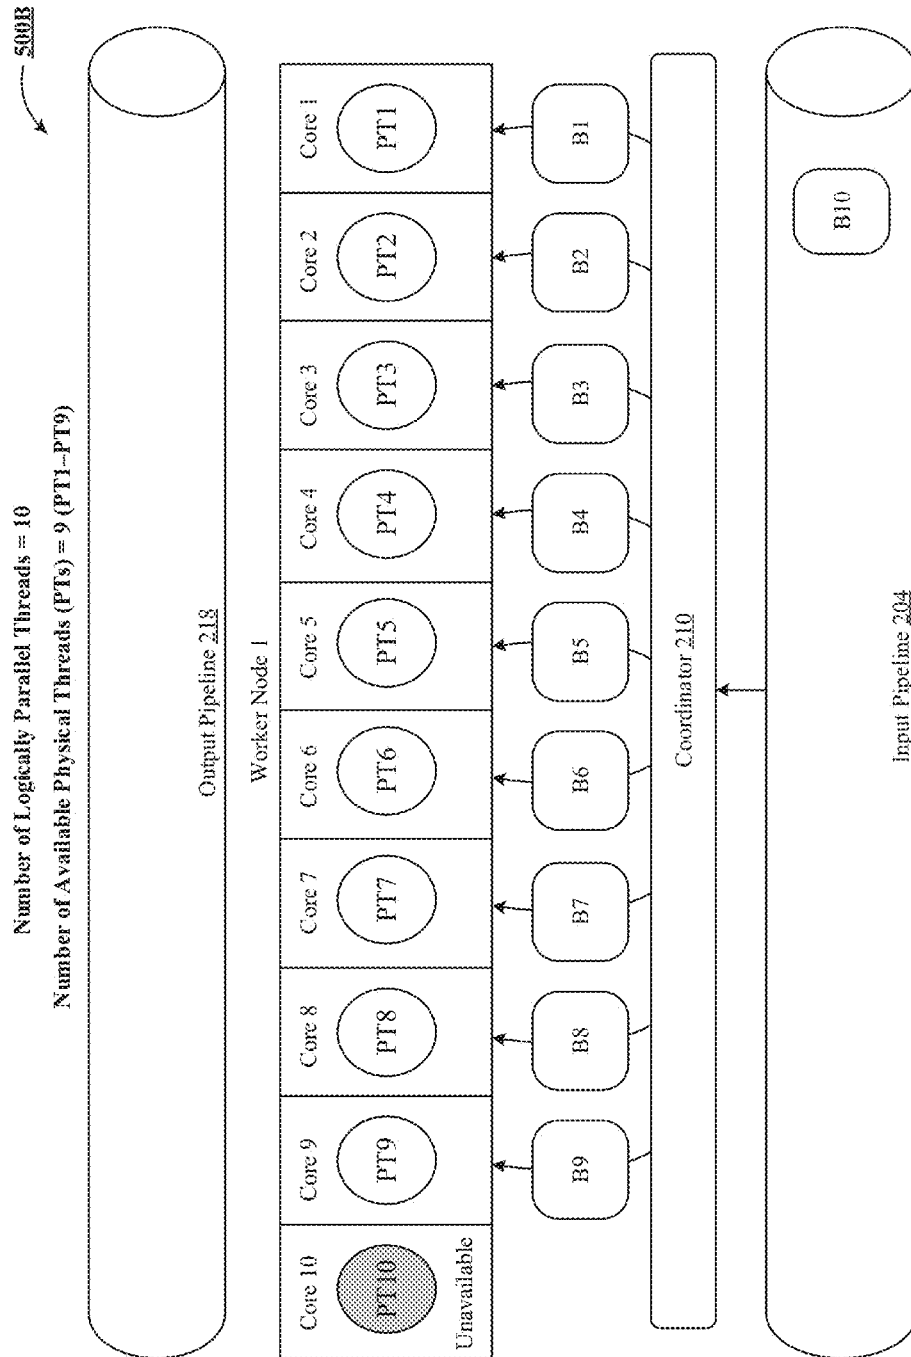 500B
Number of Logically Parallel Threads = 10
Number of Available Physical Threads (PTs) = 9 (PT1–PT9)
Output Pipeline 218
Worker Node 1
Core 10
Core 9
Core 8
Core 7
Core 6
Core 5
Core 4
Core 3
Core 2
Core 1
PT10
PT9
PT8
PT7
PT6
PT5
PT4
PT3
PT2
PT1
Unavailable
B9
B8
B7
B6
B5
B4
B3
B2
B1
Coordinator 210
B10
Input Pipeline 204